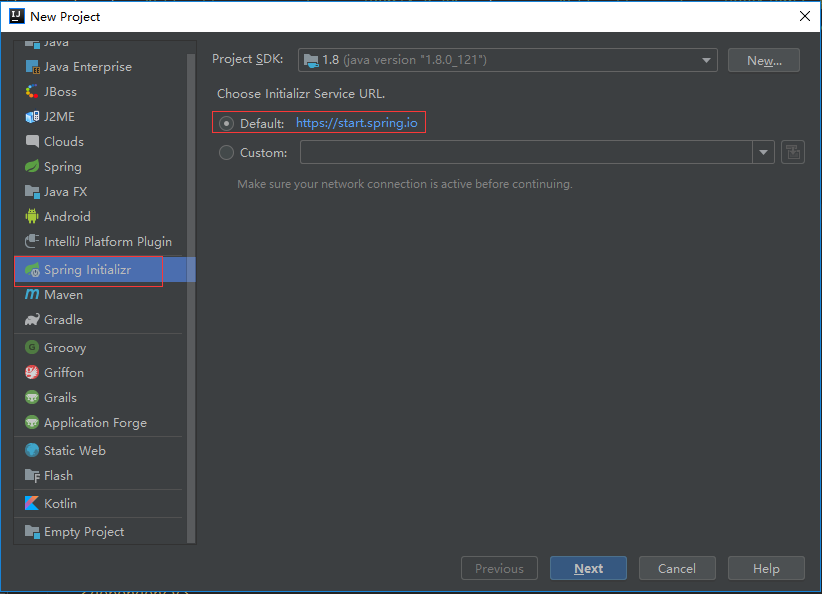 New Project
Java
Java Enterprise
JBoss
J2ME
Clouds
Spring
Java FX
Android
IntelliJ Platform Plugin
Spring Initializr
Maven
Gradle
Groovy
Griffon
Grails
Application Forge
Static Web
Flash
Kotlin
Empty Project
Project SDK: 1.8 (java version "1.8.0_121") New...
Choose Initializr Service URL.
Default: https://start.spring.io
Custom:
Make sure your network connection is active before continuing.
Previous Next Cancel Help